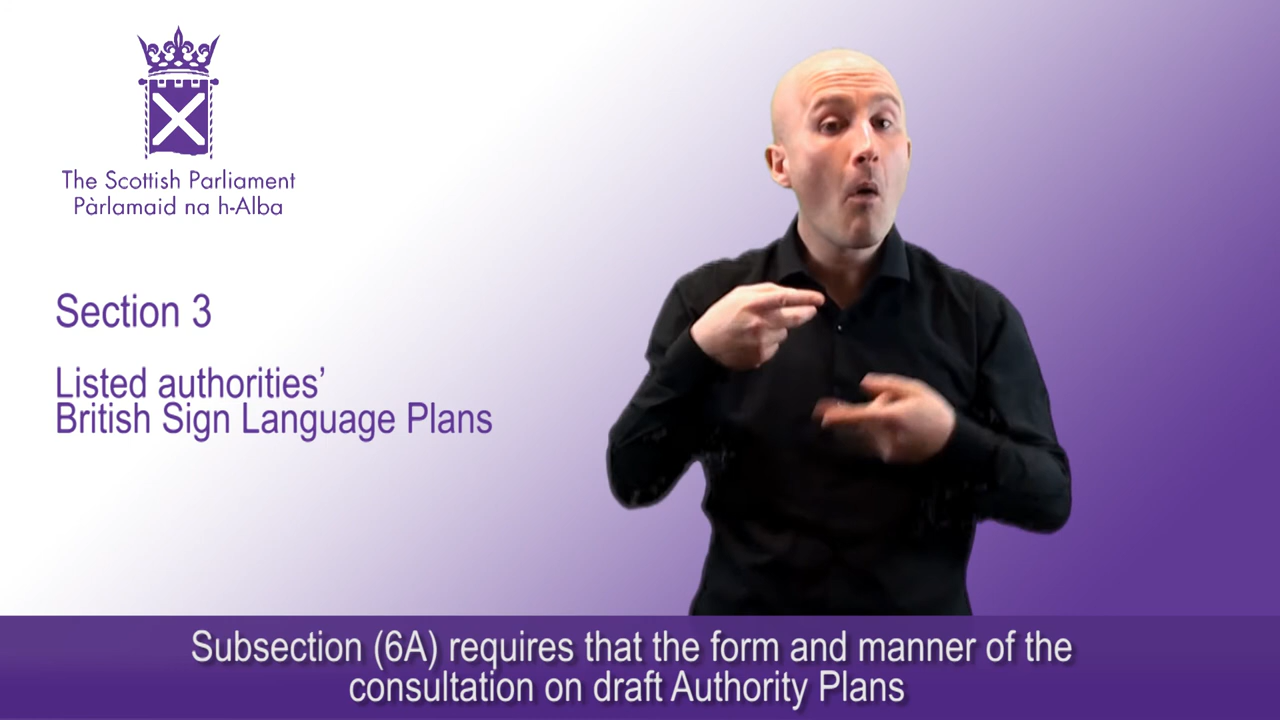 The Scottish Parliament
Pàrlamaid na h-Alba
Section 3
Listed authorities’
British Sign Language Plans
Subsection (6A) requires that the form and manner of the
consultation on draft Authority Plans